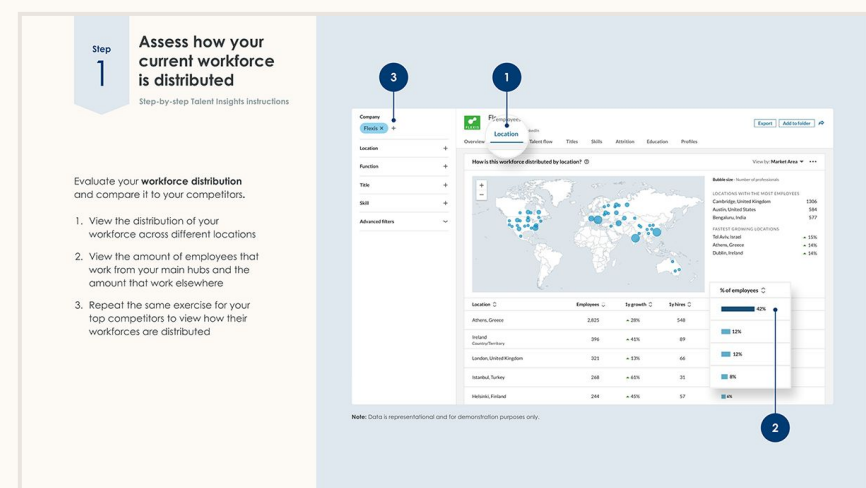 Step
1
Assess how your
current workforce
is distributed
Step-by-step Talent Insights instructions
Evaluate your workforce distribution
and compare it to your competitors.
1. View the distribution of your
workforce across different locations
2. View the amount of employees that
work from your main hubs and the
amount that work elsewhere
3. Repeat the same exercise for your
top competitors to view how their
workforces are distributed
3
1
Company
Flexis × +
Location +
Function +
Title +
Skill +
Advanced filters
FLEXIS
Export Add to folder
Overview Location Talent flow Titles Skills Attrition Education Profiles
How is this workforce distributed by location?
View by: Market Area
+
−
Bubble size - Number of professionals
LOCATIONS WITH THE MOST EMPLOYEES
Cambridge, United Kingdom 1306
Austin, United States 584
Bengaluru, India 577
FASTEST GROWING LOCATIONS
Tel Aviv, Israel 15%
Athens, Greece 14%
Dublin, Ireland 14%
Location Employees 1y growth 1y hires % of employees
Athens, Greece 2,825 28% 548 42%
Ireland 396 41% 89 12%
Country/Territory
London, United Kingdom 321 13% 66 12%
Istanbul, Turkey 268 65% 31 8%
Helsinki, Finland 244 45% 57 6%
Note: Data is representational and for demonstration purposes only.
2